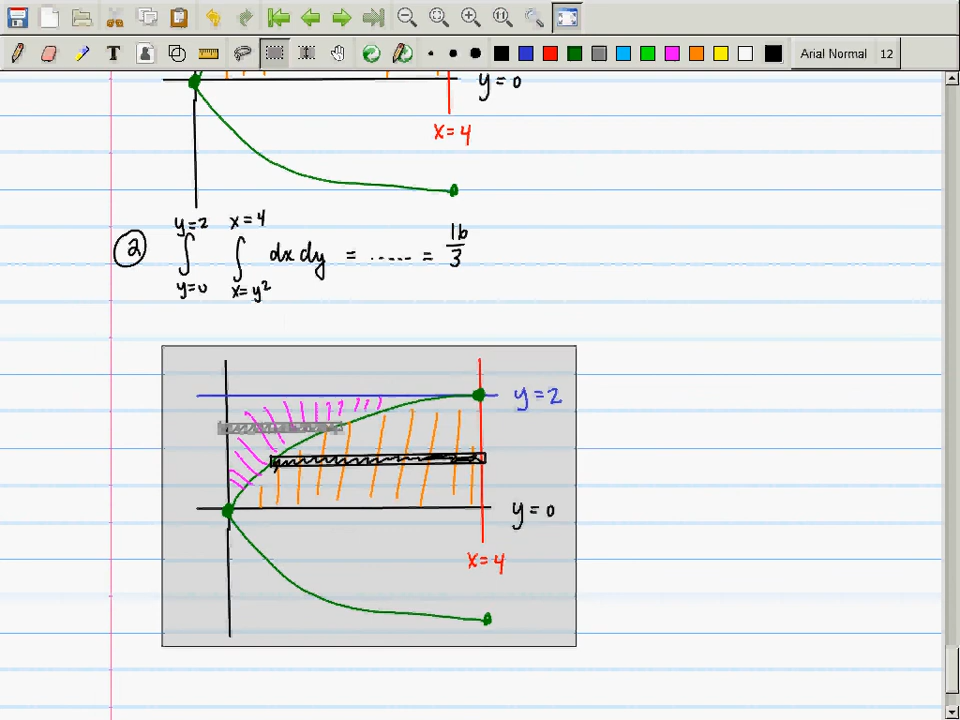 Arial Normal 12
y = 0
x = 4
② ∫ y=0 y=2 ∫ x=y² x=4 dx dy = ..... = 16/3
y = 2
y = 0
x = 4